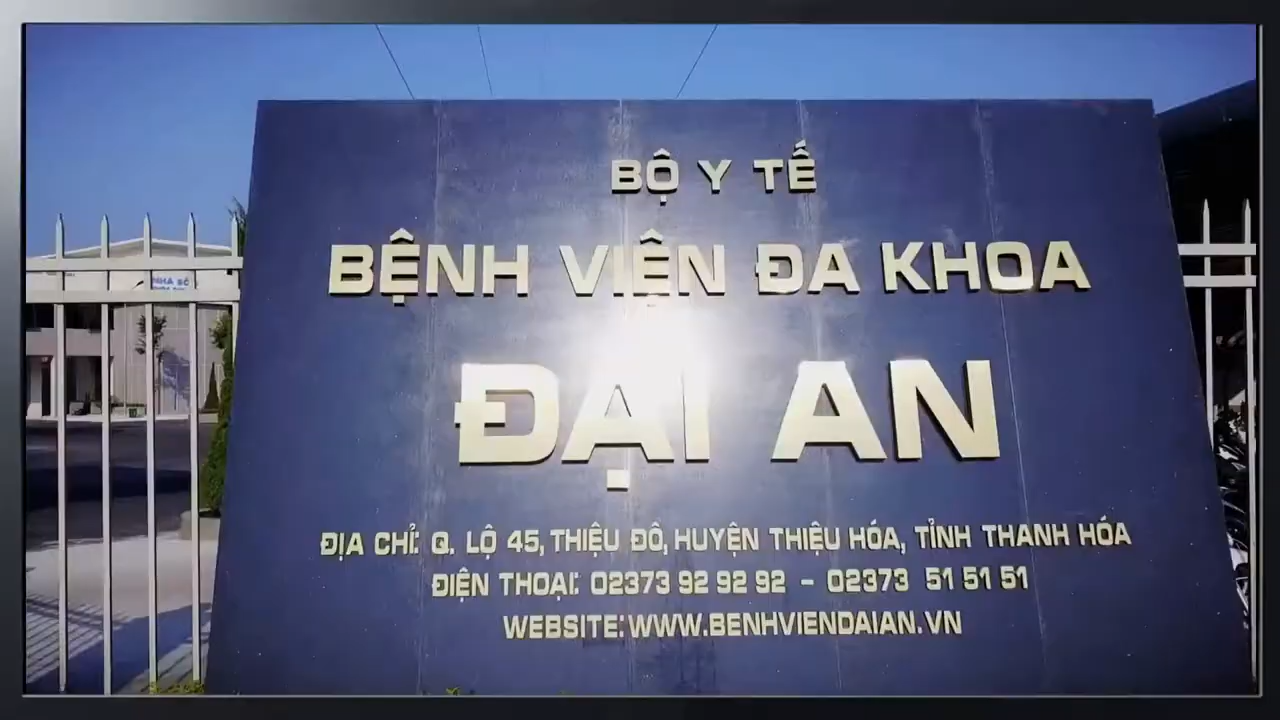 BỘ Y TẾ
BỆNH VIỆN ĐA KHOA
ĐẠI AN
ĐỊA CHỈ: Q. LỘ 45, THIỆU ĐÔ, HUYỆN THIỆU HÓA, TỈNH THANH HÓA
ĐIỆN THOẠI: 02373 92 92 92 - 02373 51 51 51
WEBSITE: WWW.BENHVIENDAIAN.VN